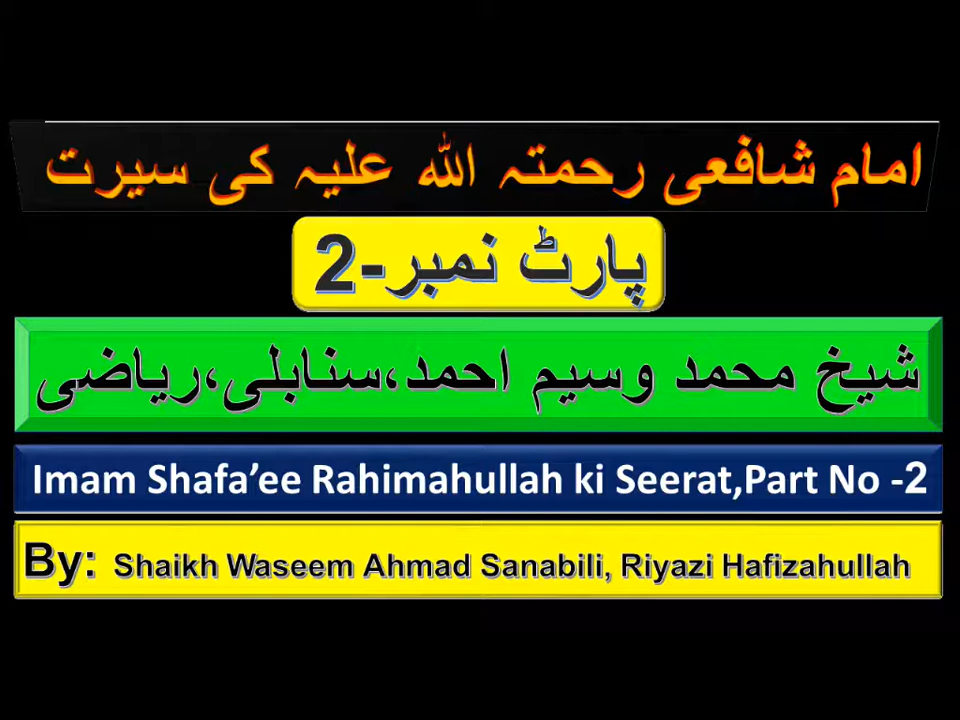 امام شافعی رحمتہ اللہ علیہ کی سیرت
پارٹ نمبر-2
شیخ محمد وسیم احمد،سنابلی،ریاضی
Imam Shafa’ee Rahimahullah ki Seerat,Part No -2
By: Shaikh Waseem Ahmad Sanabili, Riyazi Hafizahullah